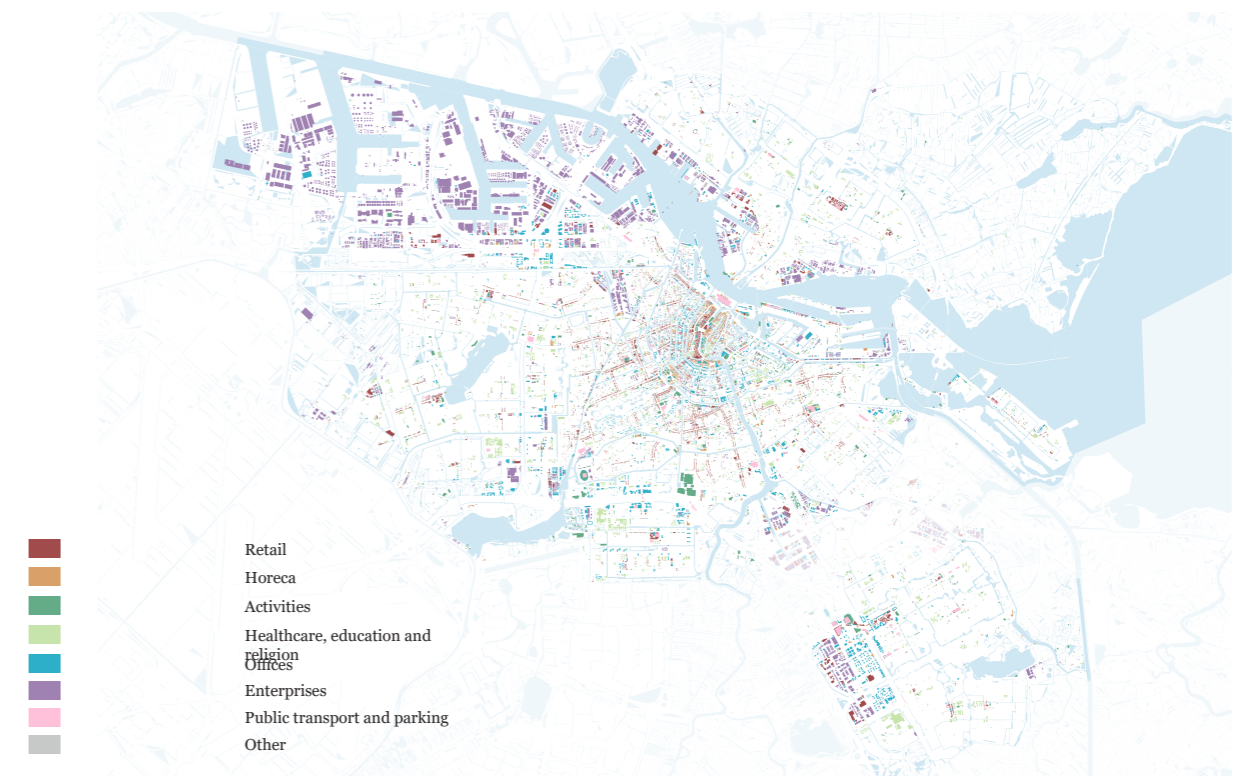 Retail
Horeca
Activities
Healthcare, education and
religion
Offices
Enterprises
Public transport and parking
Other